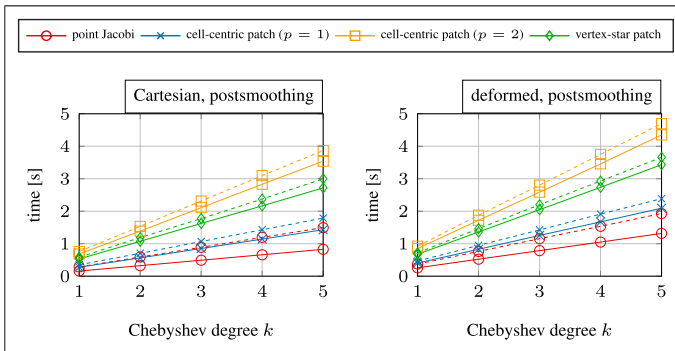 point Jacobi cell-centric patch (p = 1) cell-centric patch (p = 2) vertex-star patch
Cartesian, postsmoothing
5
4
3
2
1
0
time [s]
1 2 3 4 5
Chebyshev degree k
deformed, postsmoothing
5
4
3
2
1
0
time [s]
1 2 3 4 5
Chebyshev degree k